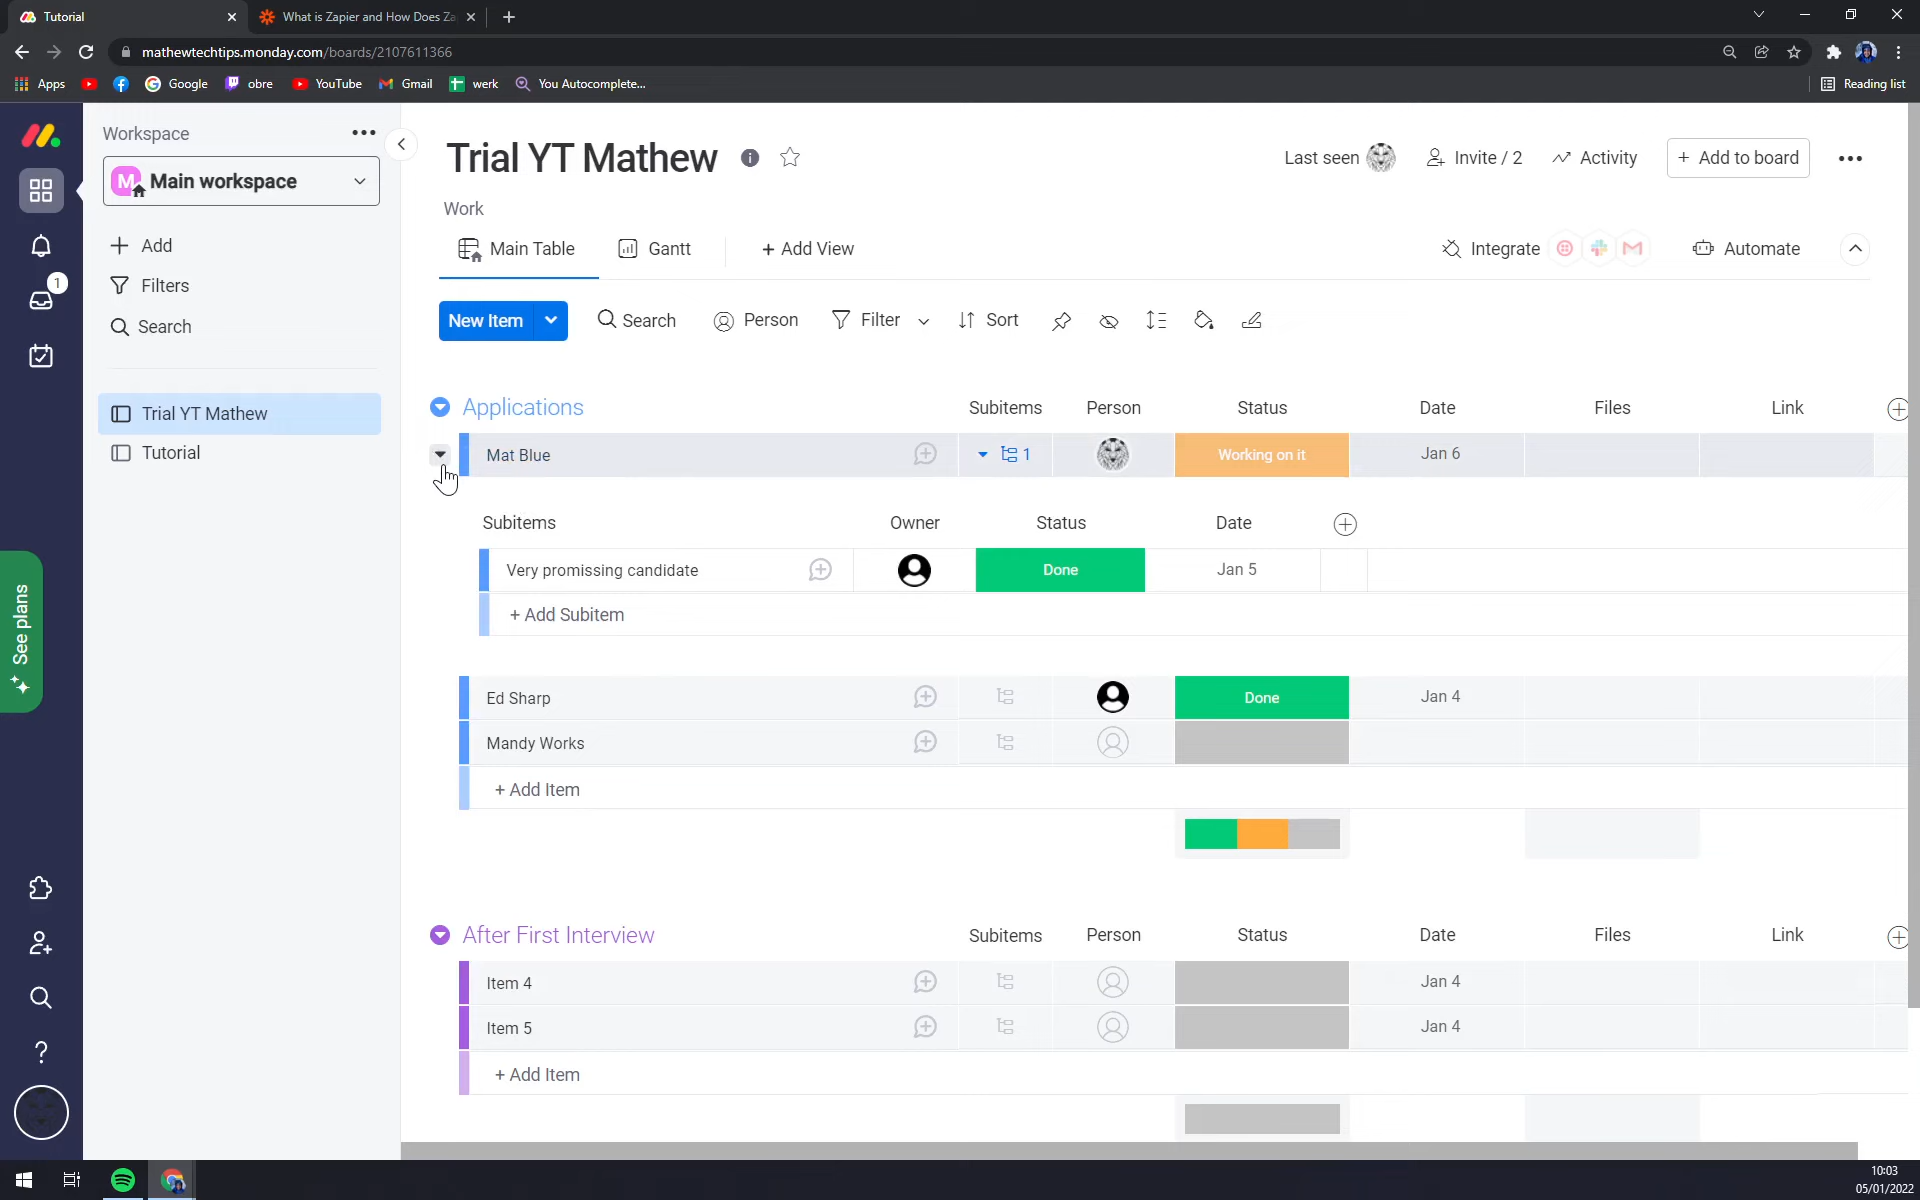 Tutorial
What is Zapier and How Does Za
mathewtechtips.monday.com/boards/2107611366
Apps
Google
obre
YouTube
Gmail
werk
You Autocomplete...
Reading list
Workspace
M Main workspace
Add
Filters
Search
Trial YT Mathew
Tutorial
1
See plans
?
Trial YT Mathew
Last seen
Invite / 2
Activity
+ Add to board
Work
Main Table
Gantt
+ Add View
Integrate
Automate
New Item
Search
Person
Filter
Sort
Applications
Subitems
Person
Status
Date
Files
Link
Mat Blue
1
Working on it
Jan 6
Subitems
Owner
Status
Date
Very promissing candidate
Done
Jan 5
+ Add Subitem
Ed Sharp
Done
Jan 4
Mandy Works
+ Add Item
After First Interview
Subitems
Person
Status
Date
Files
Link
Item 4
Jan 4
Item 5
Jan 4
+ Add Item
10:03
05/01/2022